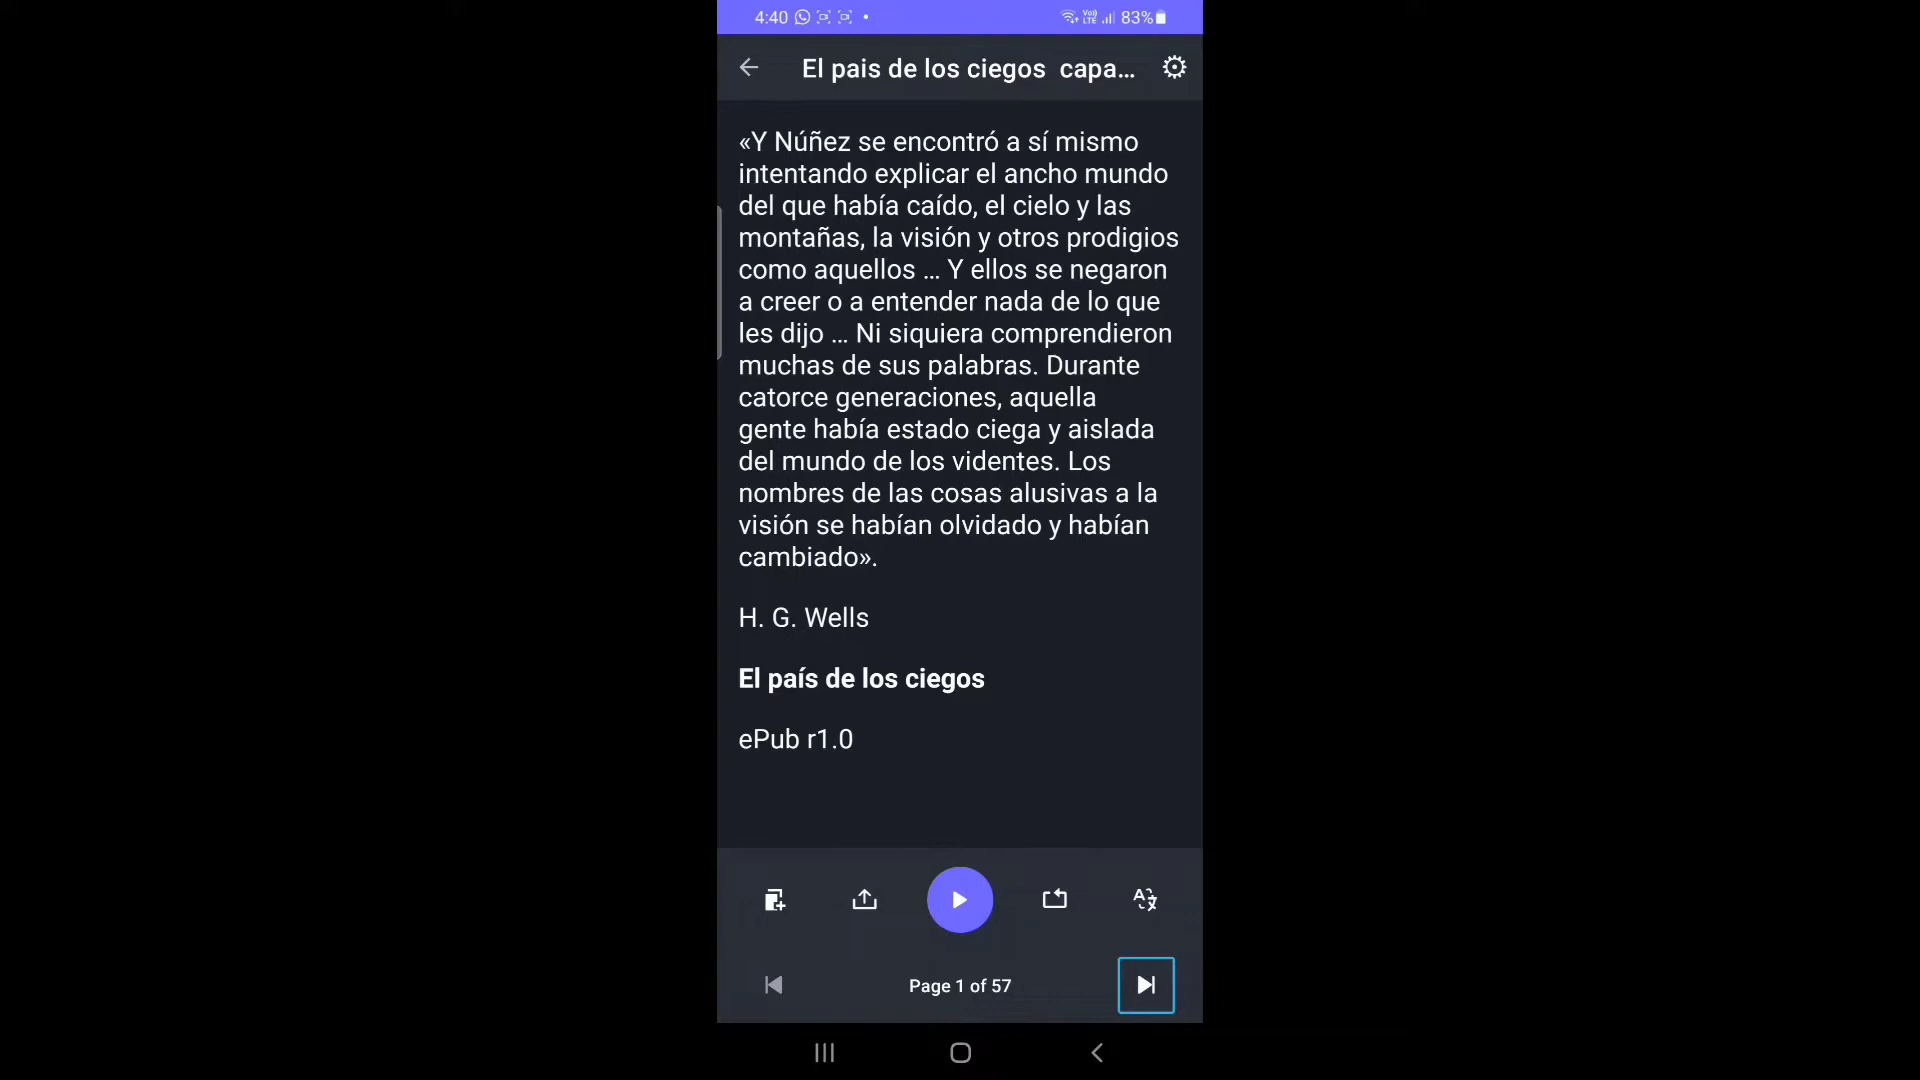 4:40 83%
El pais de los ciegos capa...
«Y Núñez se encontró a sí mismo
intentando explicar el ancho mundo
del que había caído, el cielo y las
montañas, la visión y otros prodigios
como aquellos ... Y ellos se negaron
a creer o a entender nada de lo que
les dijo ... Ni siquiera comprendieron
muchas de sus palabras. Durante
catorce generaciones, aquella
gente había estado ciega y aislada
del mundo de los videntes. Los
nombres de las cosas alusivas a la
visión se habían olvidado y habían
cambiado».
H. G. Wells
El país de los ciegos
ePub r1.0
Page 1 of 57